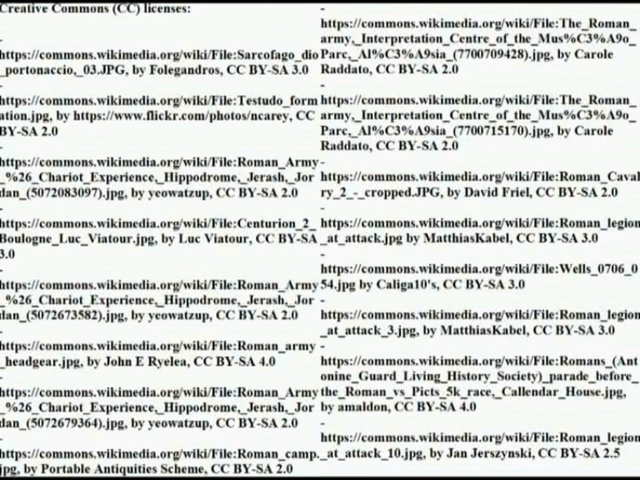 Creative Commons (CC) licenses:
-
https://commons.wikimedia.org/wiki/File:Sarcofago_dio
_portonaccio,_03.JPG, by Folegandros, CC BY-SA 3.0
-
https://commons.wikimedia.org/wiki/File:Testudo_form
ation.jpg, by https://www.flickr.com/photos/ncarey, CC
BY-SA 2.0
-
https://commons.wikimedia.org/wiki/File:Roman_Army
_%26_Chariot_Experience,_Hippodrome,_Jerash,_Jor
dan_(5072083097).jpg, by yeowatzup, CC BY-SA 2.0
-
https://commons.wikimedia.org/wiki/File:Centurion_2_
Boulogne_Luc_Viatour.jpg, by Luc Viatour, CC BY-SA
3.0
-
https://commons.wikimedia.org/wiki/File:Roman_Army
_%26_Chariot_Experience,_Hippodrome,_Jerash,_Jor
dan_(5072673582).jpg, by yeowatzup, CC BY-SA 2.0
-
https://commons.wikimedia.org/wiki/File:Roman_army
_headgear.jpg, by John E Ryelea, CC BY-SA 4.0
-
https://commons.wikimedia.org/wiki/File:Roman_Army
_%26_Chariot_Experience,_Hippodrome,_Jerash,_Jor
dan_(5072679364).jpg, by yeowatzup, CC BY-SA 2.0
-
https://commons.wikimedia.org/wiki/File:Roman_camp.
jpg, by Portable Antiquities Scheme, CC BY-SA 2.0
-
https://commons.wikimedia.org/wiki/File:The_Roman_
army,_Interpretation_Centre_of_the_Mus%C3%A9o_
Parc,_Al%C3%A9sia_(7700709428).jpg, by Carole
Raddato, CC BY-SA 2.0
-
https://commons.wikimedia.org/wiki/File:The_Roman_
army,_Interpretation_Centre_of_the_Mus%C3%A9o_
Parc,_Al%C3%A9sia_(7700715170).jpg, by Carole
Raddato, CC BY-SA 2.0
-
https://commons.wikimedia.org/wiki/File:Roman_Caval
ry_2_-_cropped.JPG, by David Friel, CC BY-SA 2.0
-
https://commons.wikimedia.org/wiki/File:Roman_legion
_at_attack.jpg by MatthiasKabel, CC BY-SA 3.0
-
https://commons.wikimedia.org/wiki/File:Wells_0706_0
54.jpg by Caliga10's, CC BY-SA 3.0
-
https://commons.wikimedia.org/wiki/File:Roman_legion
_at_attack_3.jpg, by MatthiasKabel, CC BY-SA 3.0
-
https://commons.wikimedia.org/wiki/File:Romans_(Ant
onine_Guard_Living_History_Society)_parade_before_
the_Roman_vs_Picts_5k_race,_Callendar_House.jpg,
by amaldon, CC BY-SA 4.0
-
https://commons.wikimedia.org/wiki/File:Roman_legion
_at_attack_10.jpg, by Jan Jerszynski, CC BY-SA 2.5